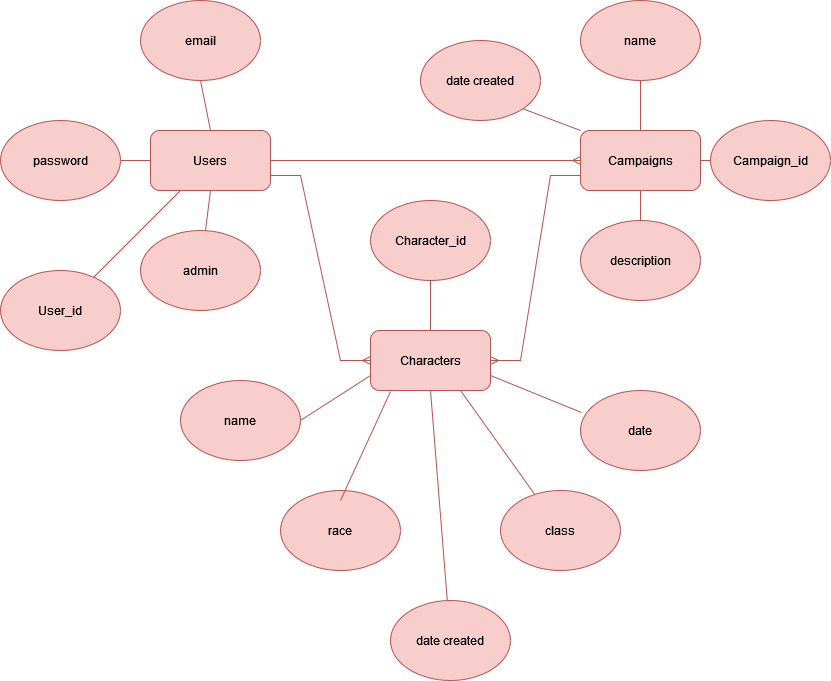 email
name
date created
password
Users
Campaigns
Campaign_id
Character_id
admin
description
User_id
Characters
name
date
race
class
date created